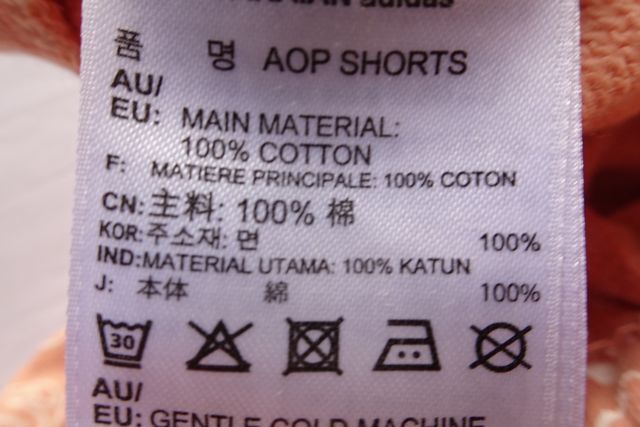 adidas
품 명 AOP SHORTS
AU/
EU: MAIN MATERIAL:
100% COTTON
F: MATIERE PRINCIPALE: 100% COTON
CN: 主料: 100% 棉
KOR: 주소재: 면 100%
IND: MATERIAL UTAMA: 100% KATUN
J: 本体 綿 100%
30
AU/
EU: GENTLE COLD MACHINE